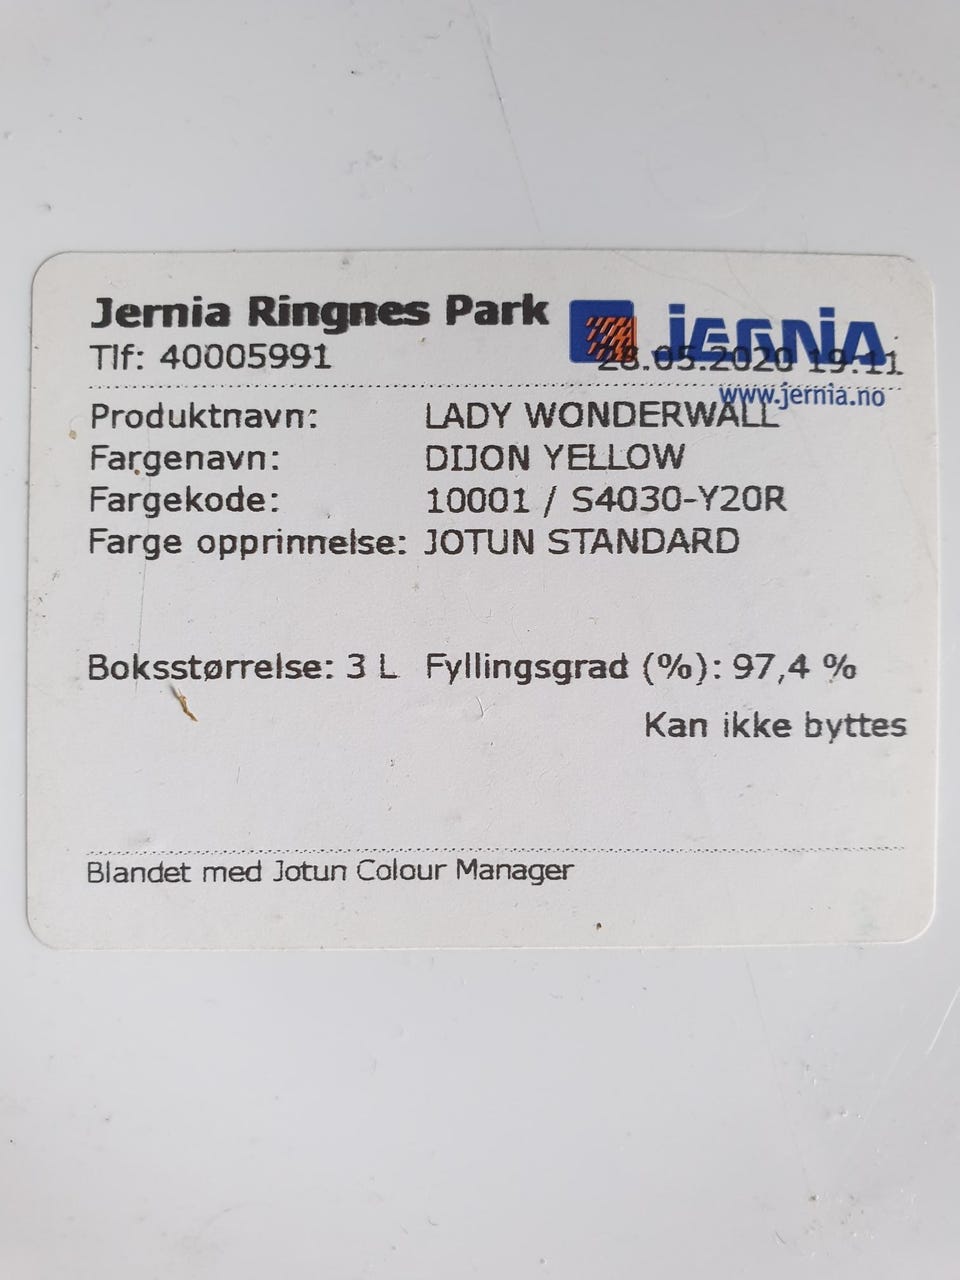 Jernia Ringnes Park
JERNIA
Tlf: 40005991
28.05.2020 19:11
www.jernia.no
Produktnavn: LADY WONDERWALL
Fargenavn: DIJON YELLOW
Fargekode: 10001 / S4030-Y20R
Farge opprinnelse: JOTUN STANDARD
Boksstørrelse: 3 L Fyllingsgrad (%): 97,4 %
Kan ikke byttes
Blandet med Jotun Colour Manager